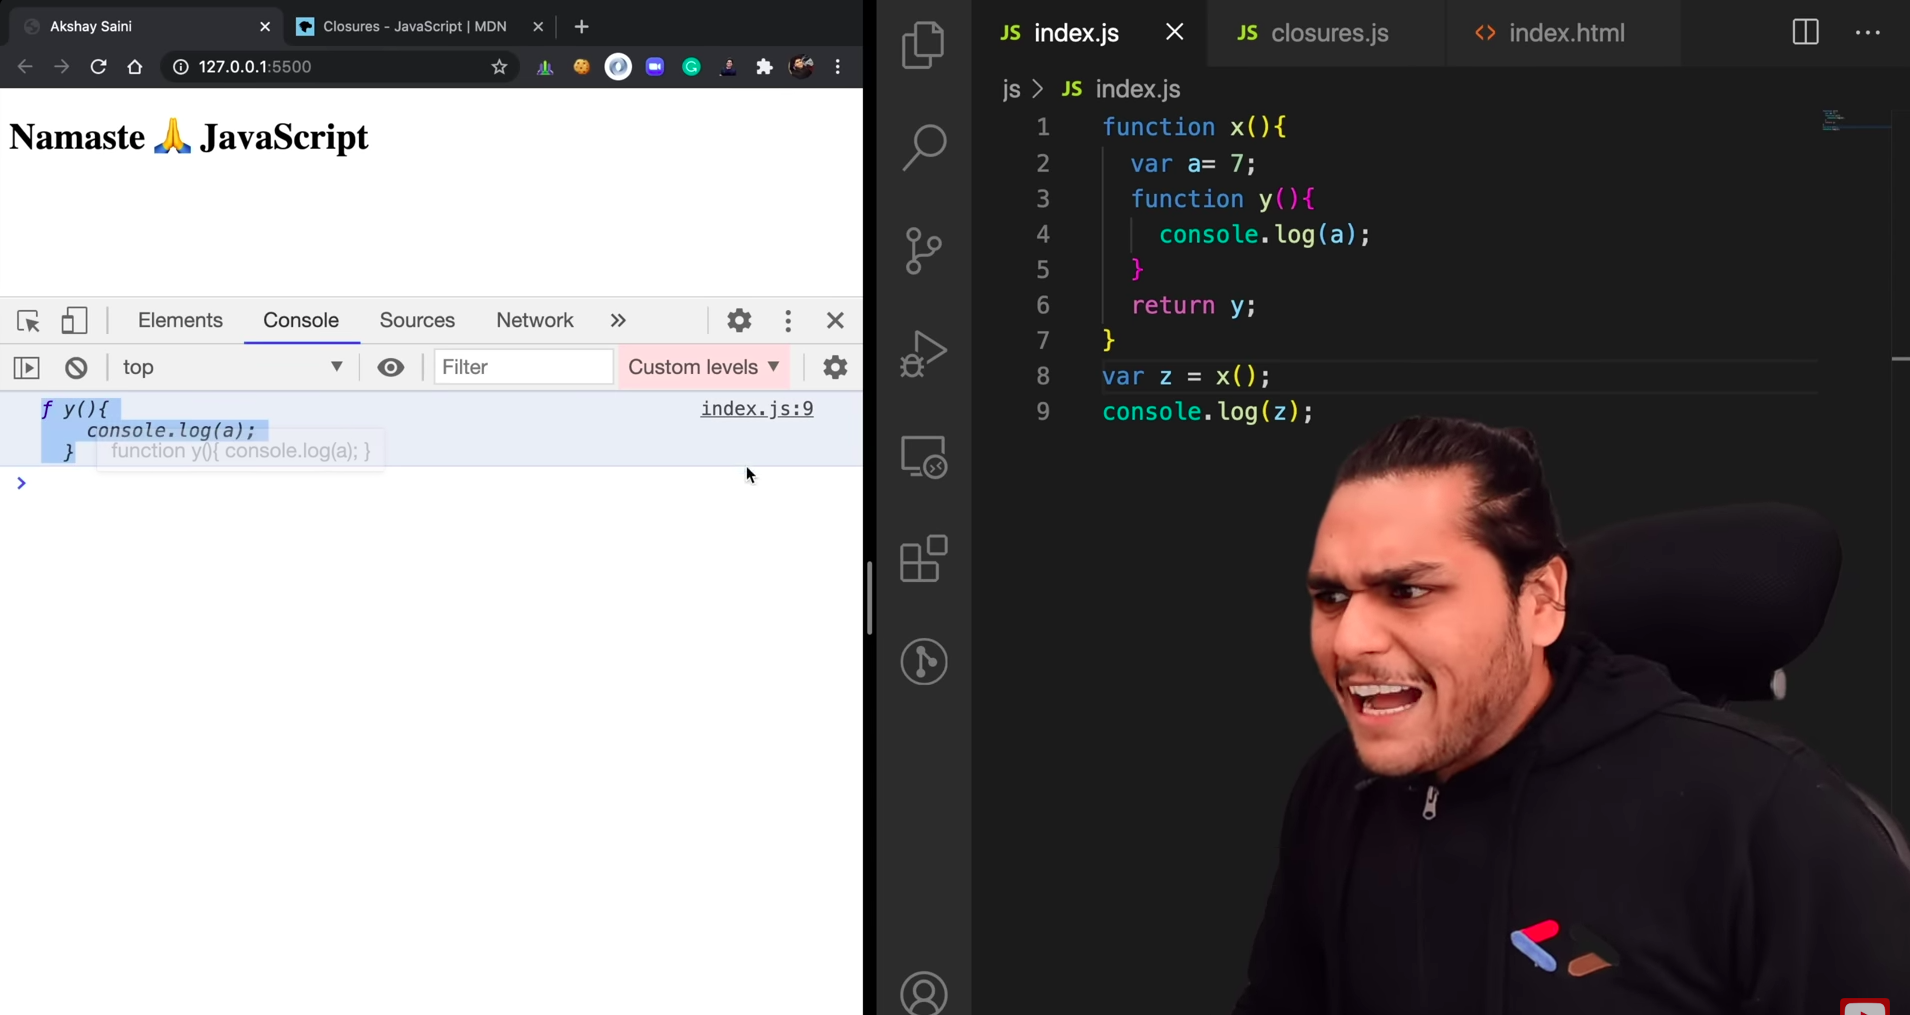 Akshay Saini
Closures - JavaScript | MDN
127.0.0.1:5500
Namaste 🙏 JavaScript
Elements Console Sources Network
top Filter Custom levels
f y(){ index.js:9
console.log(a);
}
function y(){ console.log(a); }
>
index.js closures.js index.html
js > JS index.js
1 function x(){
2 var a= 7;
3 function y(){
4 console.log(a);
5 }
6 return y;
7 }
8 var z = x();
9 console.log(z);